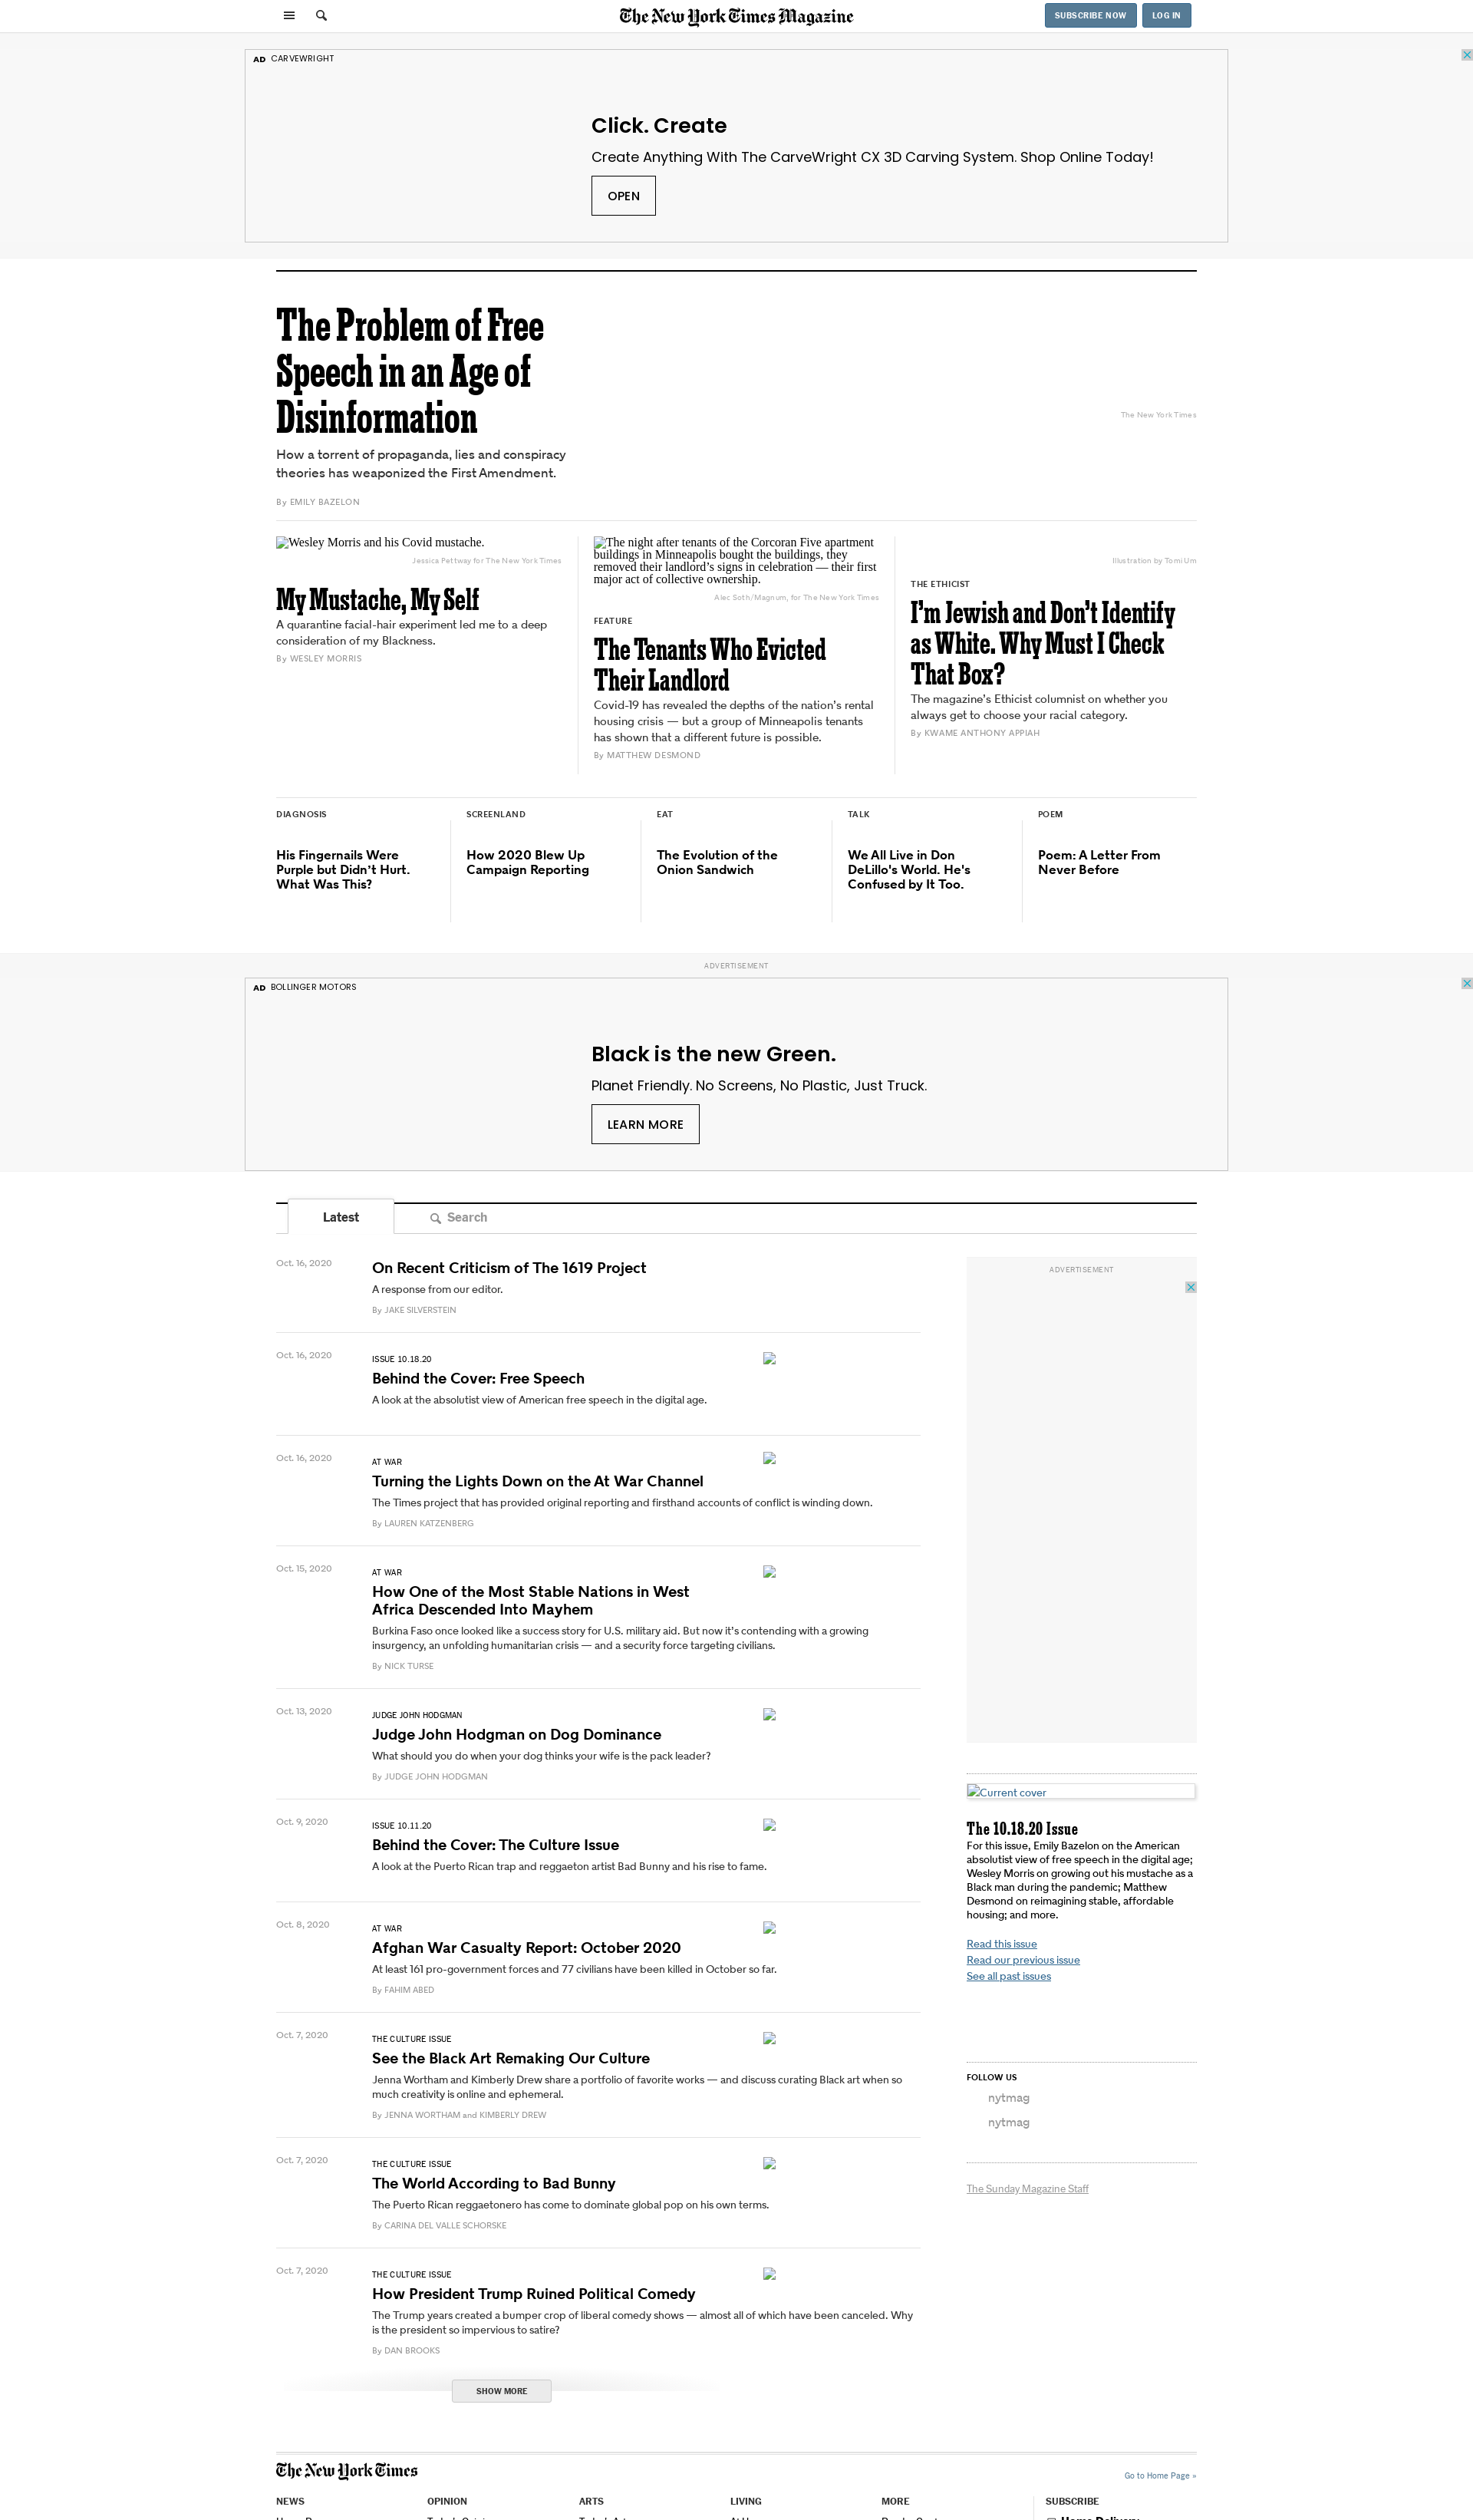 The New York Times Magazine
SUBSCRIBE NOW
LOG IN
AD CARVEWRIGHT
Click. Create
Create Anything With The CarveWright CX 3D Carving System. Shop Online Today!
OPEN
The Problem of Free
Speech in an Age of
Disinformation
How a torrent of propaganda, lies and conspiracy
theories has weaponized the First Amendment.
By EMILY BAZELON
The New York Times
Wesley Morris and his Covid mustache.
Jessica Pettway for The New York Times
My Mustache, My Self
A quarantine facial-hair experiment led me to a deep
consideration of my Blackness.
By WESLEY MORRIS
The night after tenants of the Corcoran Five apartment
buildings in Minneapolis bought the buildings, they
removed their landlord’s signs in celebration — their first
major act of collective ownership.
Alec Soth/Magnum, for The New York Times
FEATURE
The Tenants Who Evicted
Their Landlord
Covid-19 has revealed the depths of the nation’s rental
housing crisis — but a group of Minneapolis tenants
has shown that a different future is possible.
By MATTHEW DESMOND
Illustration by Tomi Um
THE ETHICIST
I’m Jewish and Don’t Identify
as White. Why Must I Check
That Box?
The magazine’s Ethicist columnist on whether you
always get to choose your racial category.
By KWAME ANTHONY APPIAH
DIAGNOSIS
His Fingernails Were
Purple but Didn’t Hurt.
What Was This?
SCREENLAND
How 2020 Blew Up
Campaign Reporting
EAT
The Evolution of the
Onion Sandwich
TALK
We All Live in Don
DeLillo's World. He's
Confused by It Too.
POEM
Poem: A Letter From
Never Before
ADVERTISEMENT
AD BOLLINGER MOTORS
Black is the new Green.
Planet Friendly. No Screens, No Plastic, Just Truck.
LEARN MORE
Latest
Search
Oct. 16, 2020
On Recent Criticism of The 1619 Project
A response from our editor.
By JAKE SILVERSTEIN
Oct. 16, 2020
ISSUE 10.18.20
Behind the Cover: Free Speech
A look at the absolutist view of American free speech in the digital age.
Oct. 16, 2020
AT WAR
Turning the Lights Down on the At War Channel
The Times project that has provided original reporting and firsthand accounts of conflict is winding down.
By LAUREN KATZENBERG
Oct. 15, 2020
AT WAR
How One of the Most Stable Nations in West
Africa Descended Into Mayhem
Burkina Faso once looked like a success story for U.S. military aid. But now it’s contending with a growing
insurgency, an unfolding humanitarian crisis — and a security force targeting civilians.
By NICK TURSE
Oct. 13, 2020
JUDGE JOHN HODGMAN
Judge John Hodgman on Dog Dominance
What should you do when your dog thinks your wife is the pack leader?
By JUDGE JOHN HODGMAN
Oct. 9, 2020
ISSUE 10.11.20
Behind the Cover: The Culture Issue
A look at the Puerto Rican trap and reggaeton artist Bad Bunny and his rise to fame.
Oct. 8, 2020
AT WAR
Afghan War Casualty Report: October 2020
At least 161 pro-government forces and 77 civilians have been killed in October so far.
By FAHIM ABED
Oct. 7, 2020
THE CULTURE ISSUE
See the Black Art Remaking Our Culture
Jenna Wortham and Kimberly Drew share a portfolio of favorite works — and discuss curating Black art when so
much creativity is online and ephemeral.
By JENNA WORTHAM and KIMBERLY DREW
Oct. 7, 2020
THE CULTURE ISSUE
The World According to Bad Bunny
The Puerto Rican reggaetonero has come to dominate global pop on his own terms.
By CARINA DEL VALLE SCHORSKE
Oct. 7, 2020
THE CULTURE ISSUE
How President Trump Ruined Political Comedy
The Trump years created a bumper crop of liberal comedy shows — almost all of which have been canceled. Why
is the president so impervious to satire?
By DAN BROOKS
SHOW MORE
ADVERTISEMENT
Current cover
The 10.18.20 Issue
For this issue, Emily Bazelon on the American
absolutist view of free speech in the digital age;
Wesley Morris on growing out his mustache as a
Black man during the pandemic; Matthew
Desmond on reimagining stable, affordable
housing; and more.
Read this issue
Read our previous issue
See all past issues
FOLLOW US
nytmag
nytmag
The Sunday Magazine Staff
The New York Times
Go to Home Page »
NEWS
OPINION
ARTS
LIVING
MORE
SUBSCRIBE